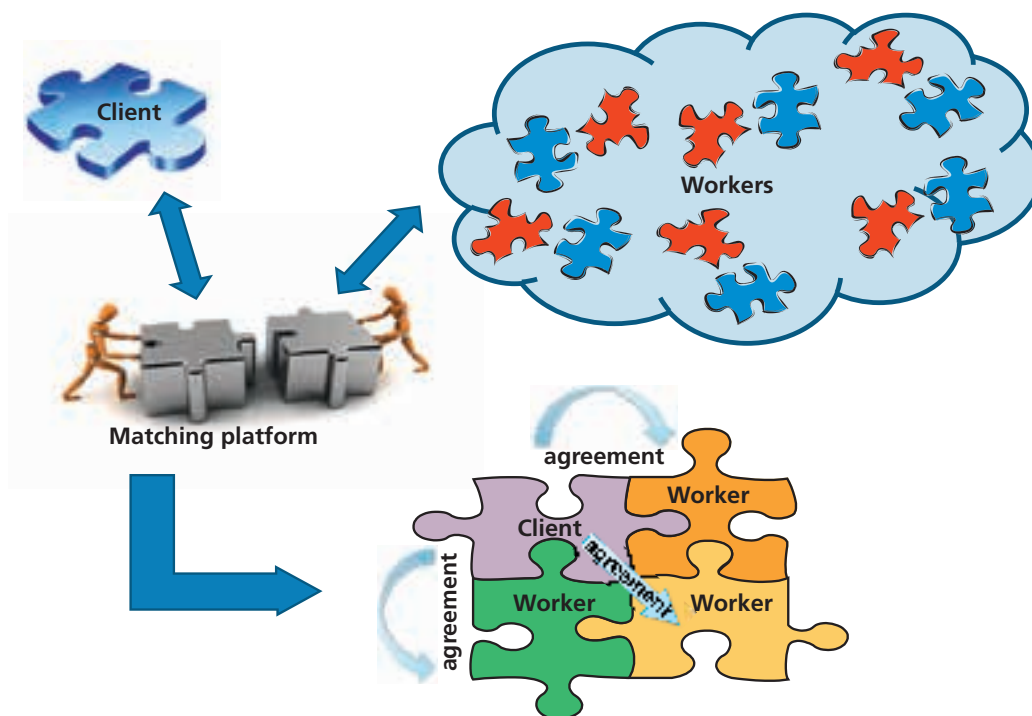 Client
Workers
Matching platform
agreement
Worker
Client
agreement
agreement
Worker
Worker